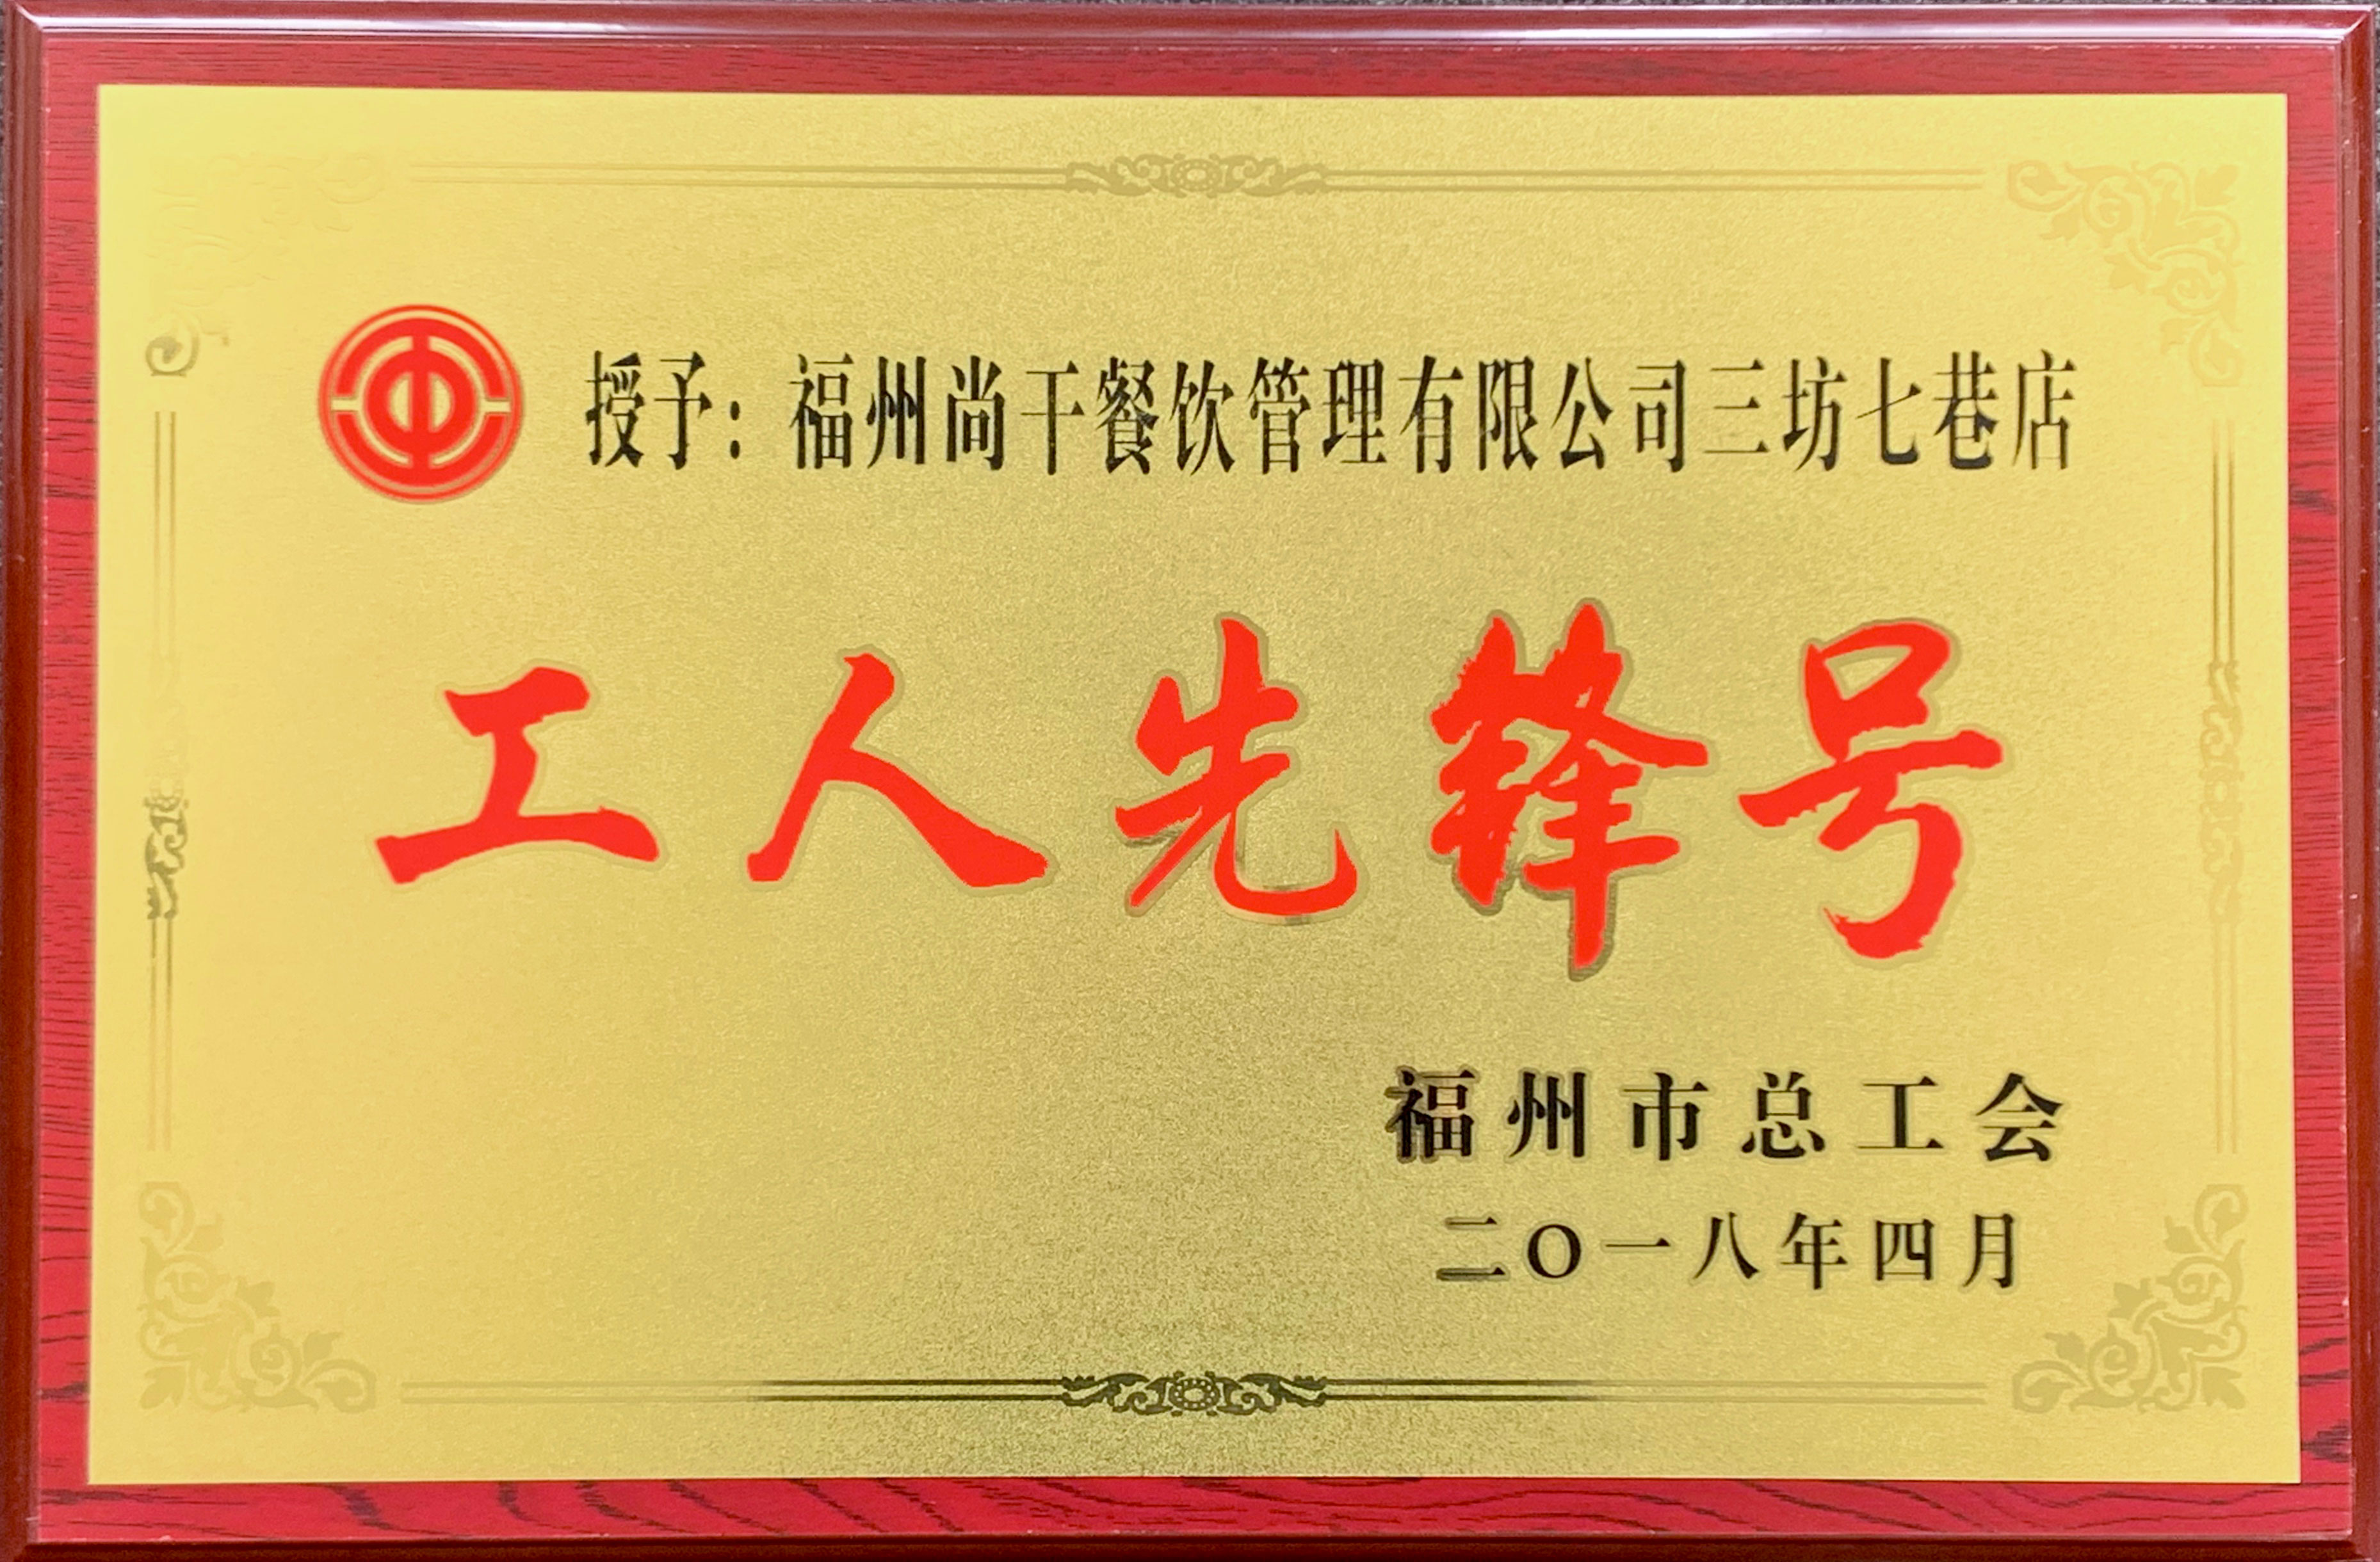 授予：福州尚干餐饮管理有限公司三坊七巷店
工人先锋号
福州市总工会
二〇一八年四月